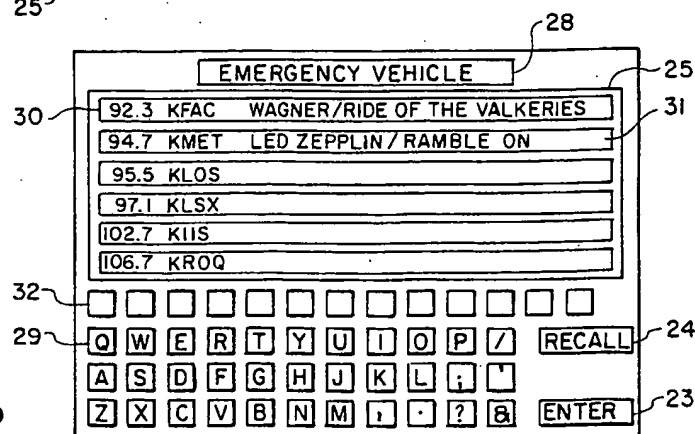 25
28
EMERGENCY VEHICLE
25
30 92.3 KFAC WAGNER/RIDE OF THE VALKERIES
94.7 KMET LED ZEPPLIN/RAMBLE ON 31
95.5 KLOS
97.1 KLSX
102.7 KIIS
106.7 KROQ
32
29 Q W E R T Y U I O P / RECALL 24
A S D F G H J K L ; '
Z X C V B N M , . ? & ENTER 23